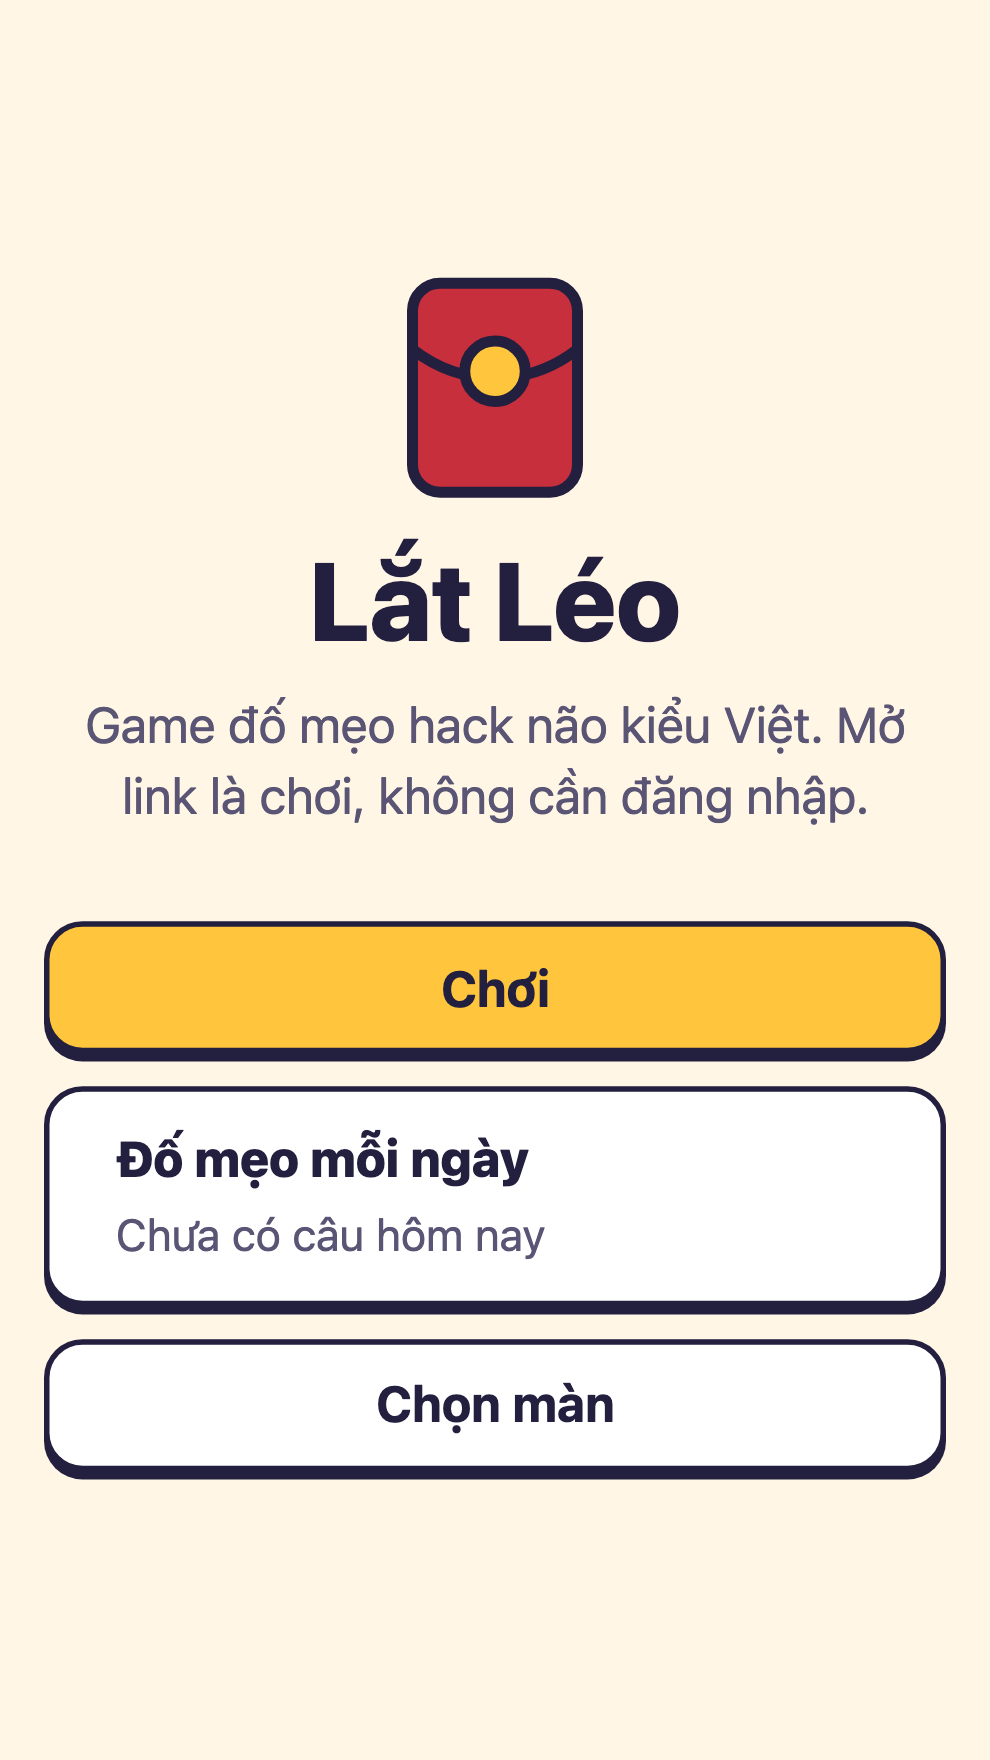 Lắt Léo
Game đố mẹo hack não kiểu Việt. Mở
link là chơi, không cần đăng nhập.
Chơi
Đố mẹo mỗi ngày
Chưa có câu hôm nay
Chọn màn